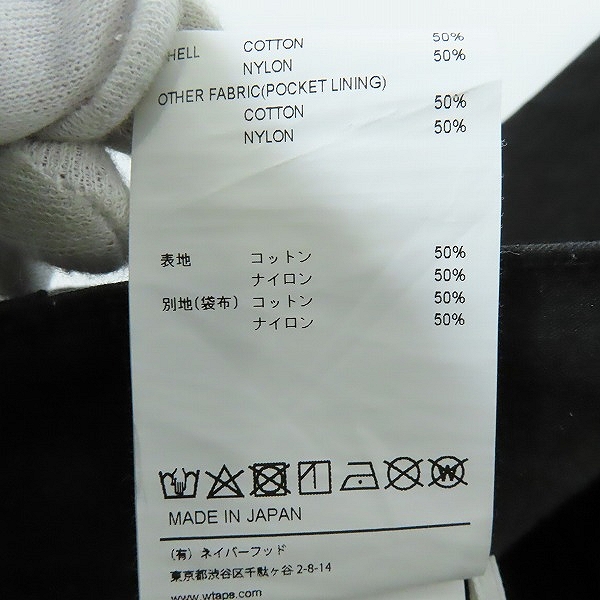 HELL COTTON 50%
NYLON 50%
OTHER FABRIC(POCKET LINING)
COTTON 50%
NYLON 50%
表地 コットン 50%
ナイロン 50%
別地(袋布) コットン 50%
ナイロン 50%
W
MADE IN JAPAN
(有) ネイバーフッド
東京都渋谷区千駄ヶ谷 2-8-14
www.wtaps.com